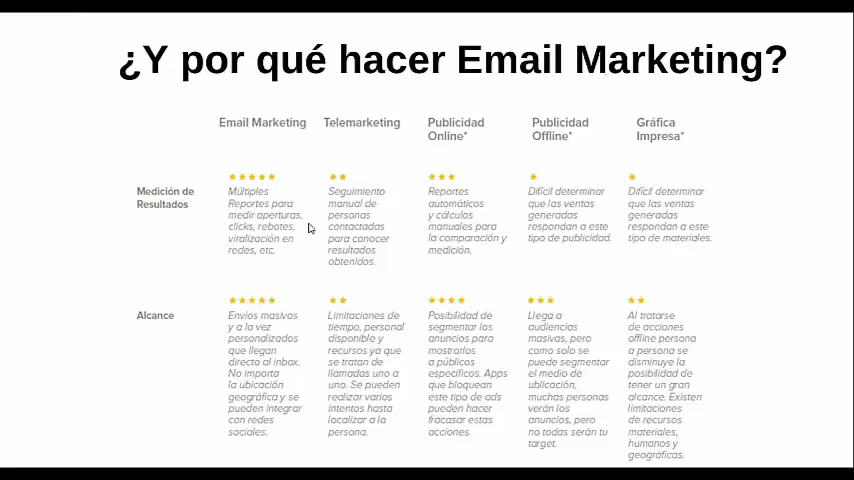 ¿Y por qué hacer Email Marketing?
Email Marketing
Telemarketing
Publicidad
Online*
Publicidad
Offline*
Gráfica
Impresa*
Medición de
Resultados
Múltiples
Reportes para
medir aperturas,
clicks, rebotes,
viralización en
redes, etc.
Seguimiento
manual de
personas
contactadas
para conocer
resultados
obtenidos.
Reportes
automáticos
y cálculos
manuales para
la comparación y
medición.
Difícil determinar
que las ventas
generadas
respondan a este
tipo de publicidad.
Difícil determinar
que las ventas
generadas
respondan a este
tipo de materiales.
Alcance
Envíos masivos
y a la vez
personalizados
que llegan
directo al inbox.
No importa
la ubicación
geográfica y se
pueden integrar
con redes
sociales.
Limitaciones de
tiempo, personal
disponible y
recursos ya que
se tratan de
llamadas uno a
uno. Se pueden
realizar varios
intentos hasta
localizar a la
persona.
Posibilidad de
segmentar los
anuncios para
mostrarlos
a públicos
específicos. Apps
que bloquean
este tipo de ads
pueden hacer
fracasar estas
acciones.
Llega a
audiencias
masivas, pero
como solo se
puede segmentar
el medio de
ublicación,
muchas personas
verán los
anuncios, pero
no todas serán tu
target.
Al tratarse
de acciones
offline persona
a persona se
disminuye la
posibilidad de
tener un gran
alcance. Existen
limitaciones
de recursos
materiales,
humanos y
geográficas.